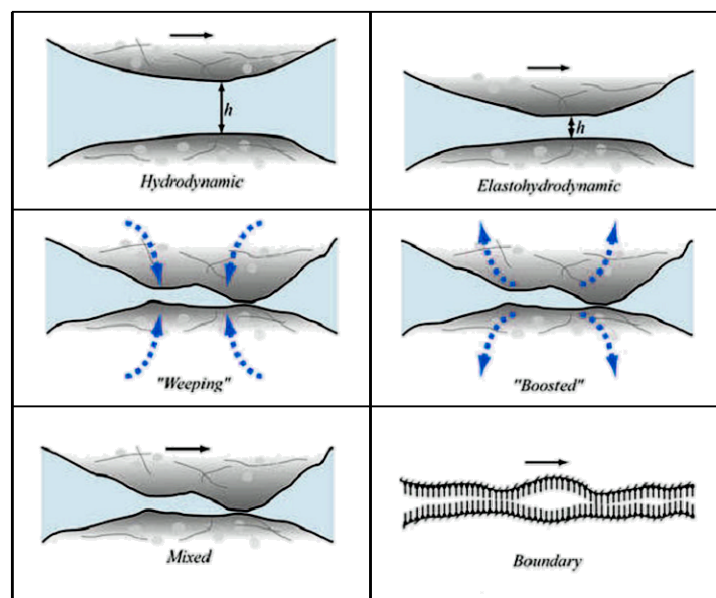 h
Hydrodynamic
h
Elastohydrodynamic
"Weeping"
"Boosted"
Mixed
Boundary